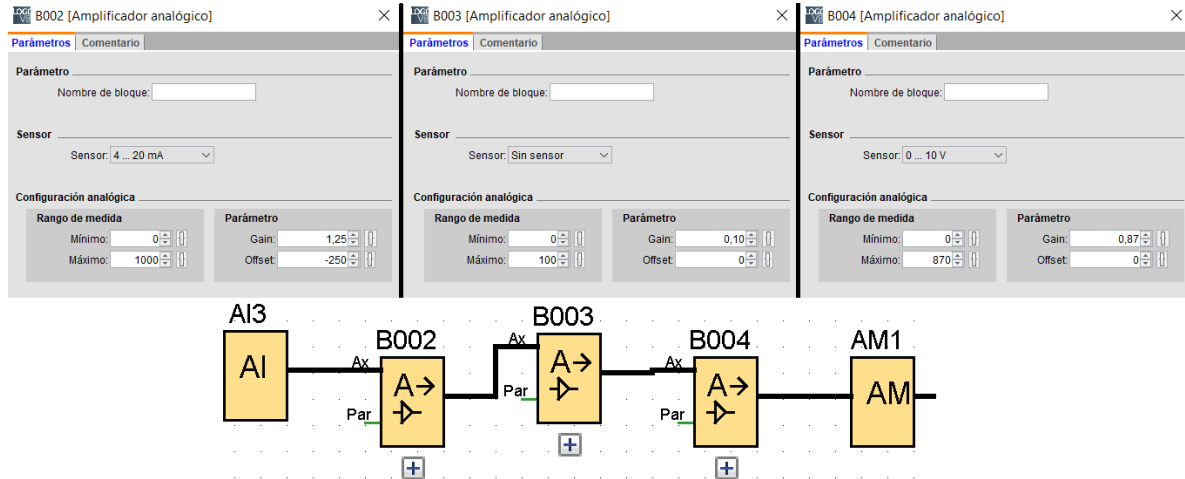 B002 [Amplificador analógico]
Parámetros Comentario
Parámetro
Nombre de bloque:
Sensor
Sensor: 4 ... 20 mA
Configuración analógica
Rango de medida Parámetro
Mínimo: 0 Gain: 1,25
Máximo: 1000 Offset: -250
B003 [Amplificador analógico]
Parámetros Comentario
Parámetro
Nombre de bloque:
Sensor
Sensor: Sin sensor
Configuración analógica
Rango de medida Parámetro
Mínimo: 0 Gain: 0,10
Máximo: 100 Offset: 0
B004 [Amplificador analógico]
Parámetros Comentario
Parámetro
Nombre de bloque:
Sensor
Sensor: 0 ... 10 V
Configuración analógica
Rango de medida Parámetro
Mínimo: 0 Gain: 0,87
Máximo: 870 Offset: 0
AI3
AI
B002
Ax
A→
Par
B003
Ax
A→
Par
B004
Ax
A→
Par
AM1
AM